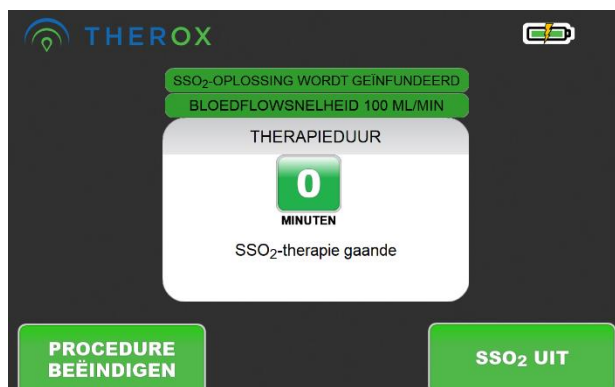 THEROX
SSO₂-OPLOSSING WORDT GEÏNFUNDEERD
BLOEDFLOWSNELHEID 100 ML/MIN
THERAPIEDUUR
0
MINUTEN
SSO₂-therapie gaande
PROCEDURE
BEËINDIGEN
SSO₂ UIT